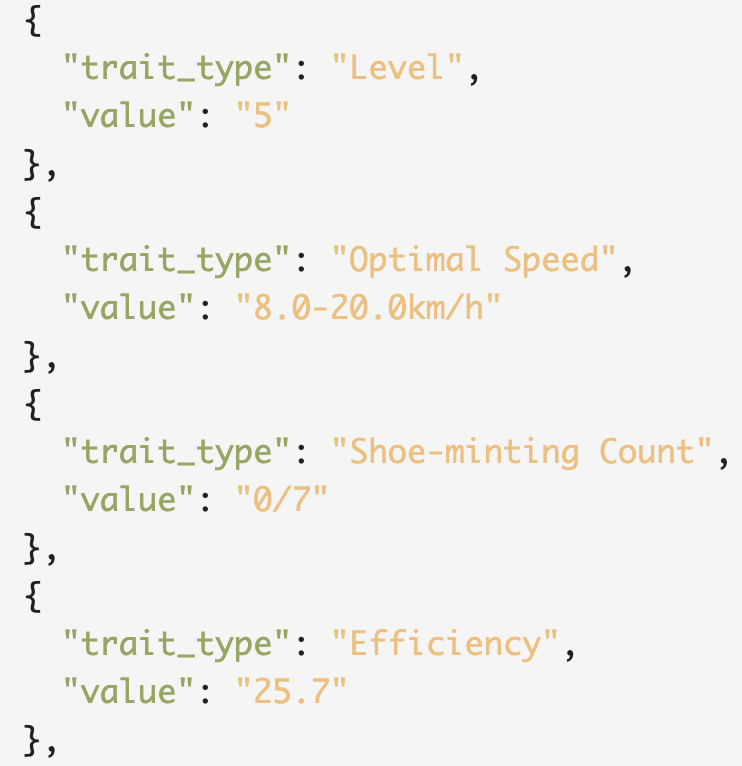 {
  "trait_type": "Level",
  "value": "5"
},
{
  "trait_type": "Optimal Speed",
  "value": "8.0-20.0km/h"
},
{
  "trait_type": "Shoe-minting Count",
  "value": "0/7"
},
{
  "trait_type": "Efficiency",
  "value": "25.7"
},